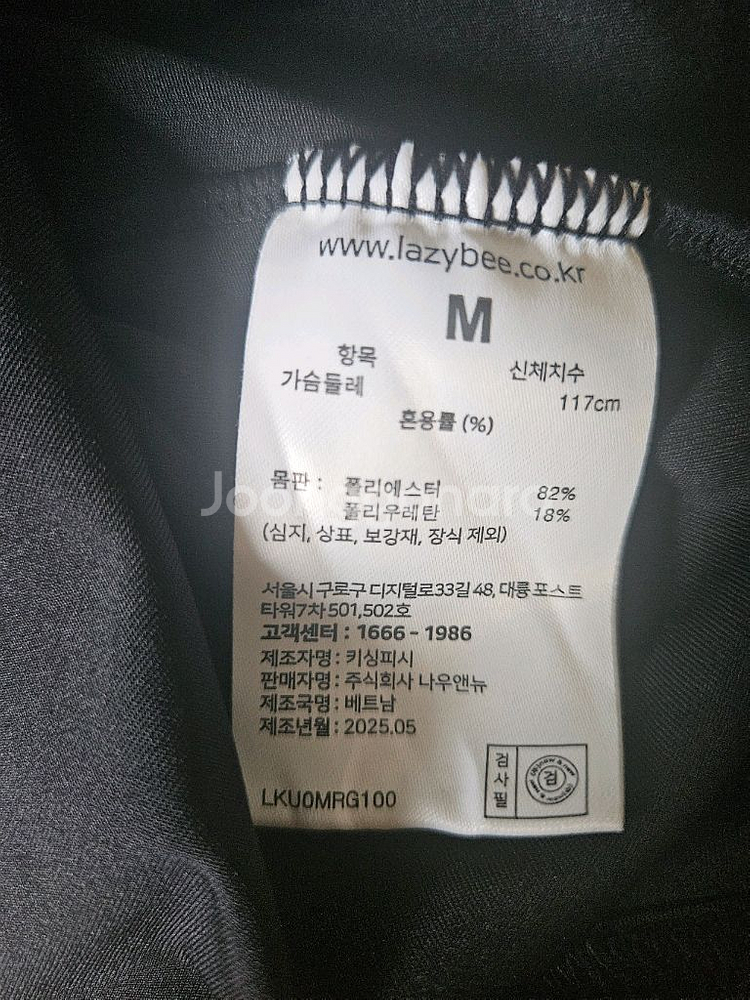 www.lazybee.co.kr
M
항목 신체치수
가슴둘레 117cm
혼용률 (%)
몸판 : 폴리에스터 82%
폴리우레탄 18%
(심지, 상표, 보강재, 장식 제외)
서울시 구로구 디지털로33길 48, 대륭 포스트
타워7차 501,502호
고객센터 : 1666 - 1986
제조자명 : 키싱피시
판매자명 : 주식회사 나우앤뉴
제조국명 : 베트남
제조년월 : 2025.05
LKU0MRG100
검사필
검